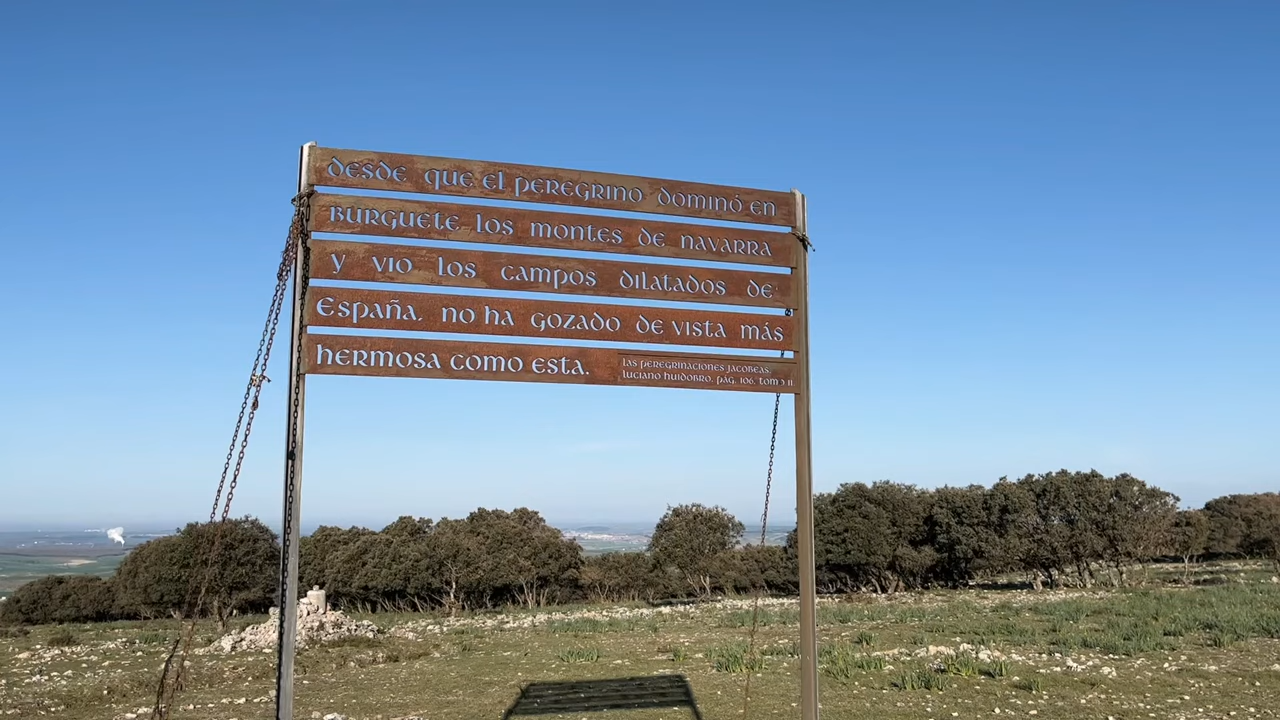 desde que el peregrino dominó en
Burguete los montes de navarra
y vio los campos dilatados de
España, no ha gozado de vista más
hermosa como esta.
las peregrinaciones jacobeas.
luciano huidobro. pág. 106. tomo II.